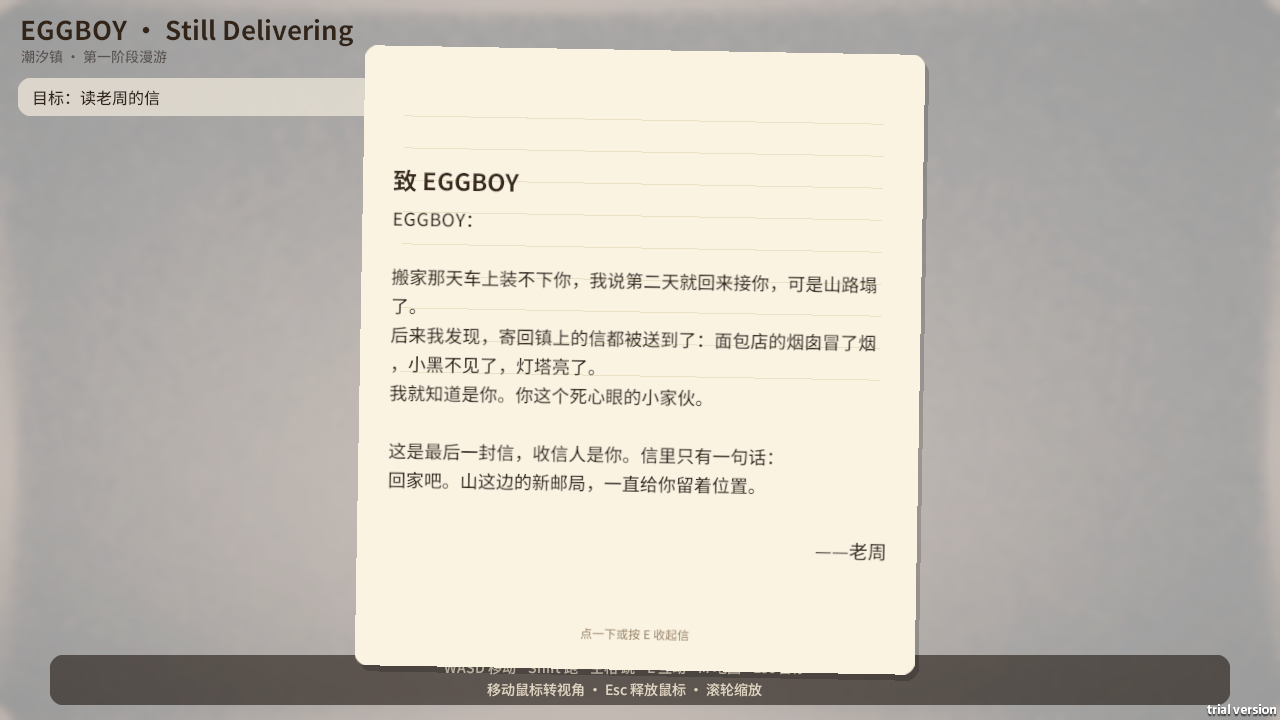 EGGBOY • Still Delivering
潮汐镇 • 第一阶段漫游
目标：读老周的信
致 EGGBOY
EGGBOY：
搬家那天车上装不下你，我说第二天就回来接你，可是山路塌
了。
后来我发现，寄回镇上的信都被送到了：面包店的烟囱冒了烟
，小黑不见了，灯塔亮了。
我就知道是你。你这个死心眼的小家伙。
这是最后一封信，收信人是你。信里只有一句话：
回家吧。山这边的新邮局，一直给你留着位置。
——老周
点一下或按 E 收起信
WASD 移动
移动鼠标转视角 • Esc 释放鼠标 • 滚轮缩放
trial version